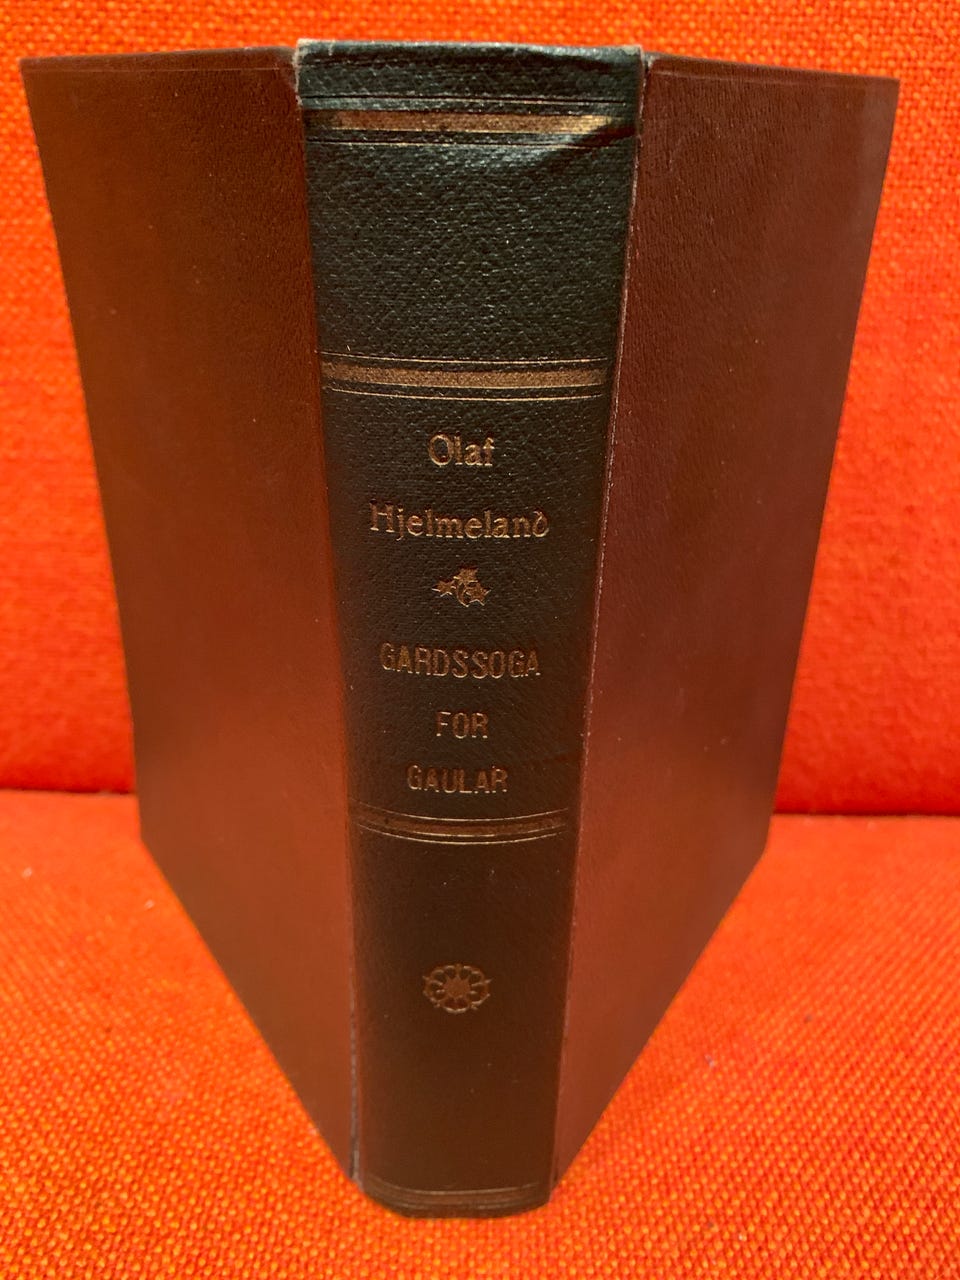 Olaf
Hjelmeland
GARDSSOGA
FOR
GAULAR